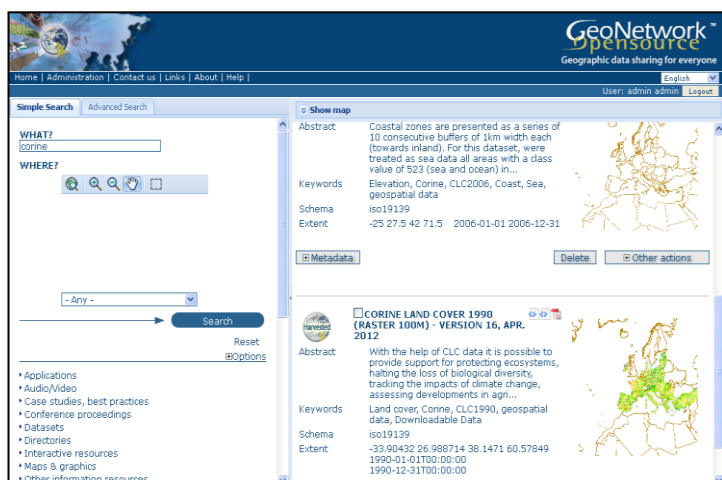 GeoNetwork™
Opensource
Geographic data sharing for everyone
Home | Administration | Contact us | Links | About | Help |
English
User: admin admin Logout
Simple Search Advanced Search
WHAT?
corine
WHERE?
- Any -
Search
Reset
Options
Applications
Audio/Video
Case studies, best practices
Conference proceedings
Datasets
Directories
Interactive resources
Maps & graphics
Other information resources
Show map
Abstract Coastal zones are presented as a series of
10 consecutive buffers of 1km width each
(towards inland). For this dataset, were
treated as sea data all areas with a class
value of 523 (sea and ocean) in...
Keywords Elevation, Corine, CLC2006, Coast, Sea,
geospatial data
Schema iso19139
Extent -25 27.5 42 71.5 2006-01-01 2006-12-31
Metadata Delete Other actions
Harvested
CORINE LAND COVER 1990
(RASTER 100M) - VERSION 16, APR.
2012
Abstract With the help of CLC data it is possible to
provide support for protecting ecosystems,
halting the loss of biological diversity,
tracking the impacts of climate change,
assessing developments in agri...
Keywords Land cover, Corine, CLC1990, geospatial
data, Downloadable Data
Schema iso19139
Extent -33.90432 26.988714 38.1471 60.57849
1990-01-01T00:00:00
1990-12-31T00:00:00